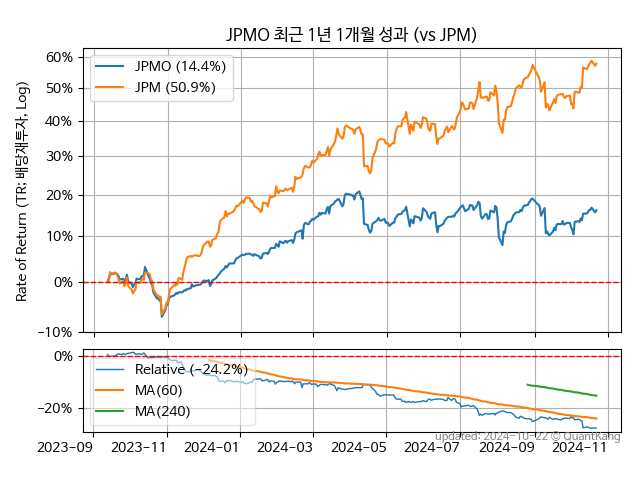 JPMO 최근 1년 1개월 성과 (vs JPM)
Rate of Return (TR; 배당재투자, Log)
60%
50%
40%
30%
20%
10%
0%
−10%
JPMO (14.4%)
JPM (50.9%)
0%
−20%
Relative (−24.2%)
MA(60)
MA(240)
2023-09 2023-11 2024-01 2024-03 2024-05 2024-07 2024-09 2024-11
updated: 2024-10-22 © QuantKang